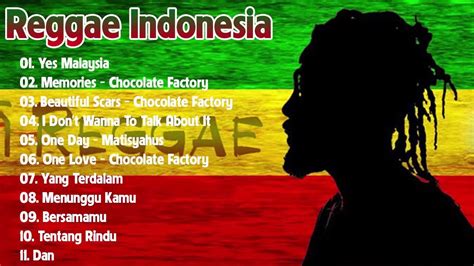 Reggae Indonesia
01. Yes Malaysia
02. Memories - Chocolate Factory
03. Beautiful Scars - Chocolate Factory
04. I Don't Wanna To Talk About It
05. One Day - Matisyahus
06. One Love - Chocolate Factory
07. Yang Terdalam
08. Menunggu Kamu
09. Bersamamu
10. Tentang Rindu
11. Dan
REGGAE